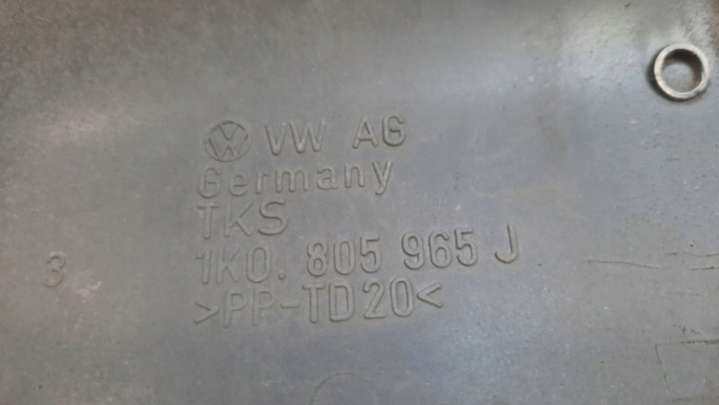 VW AG
Germany
TKS
1K0. 805 965 J
>PP-TD20<
3